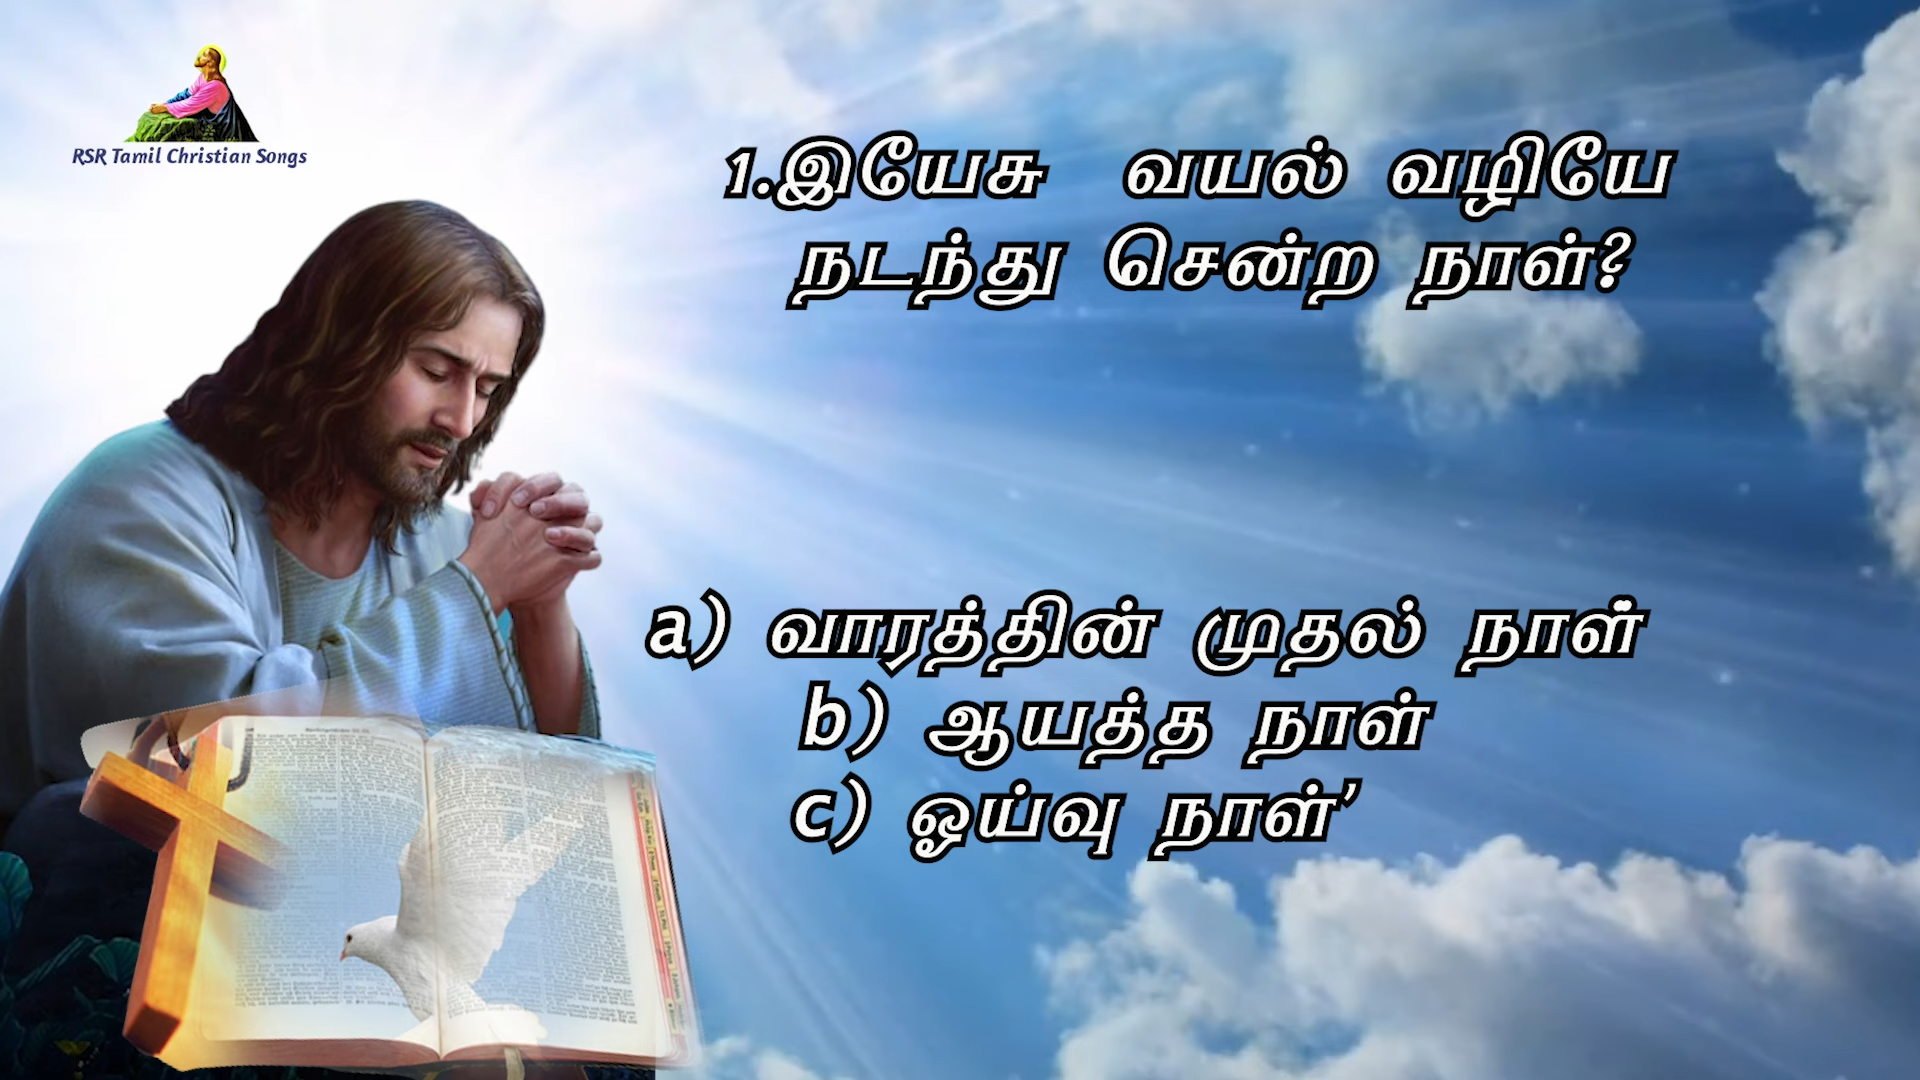 RSR Tamil Christian Songs
1.இயேசு வயல் வழியே
நடந்து சென்ற நாள்?
a) வாரத்தின் முதல் நாள்
b) ஆயத்த நாள்
c) ஓய்வு நாள்'